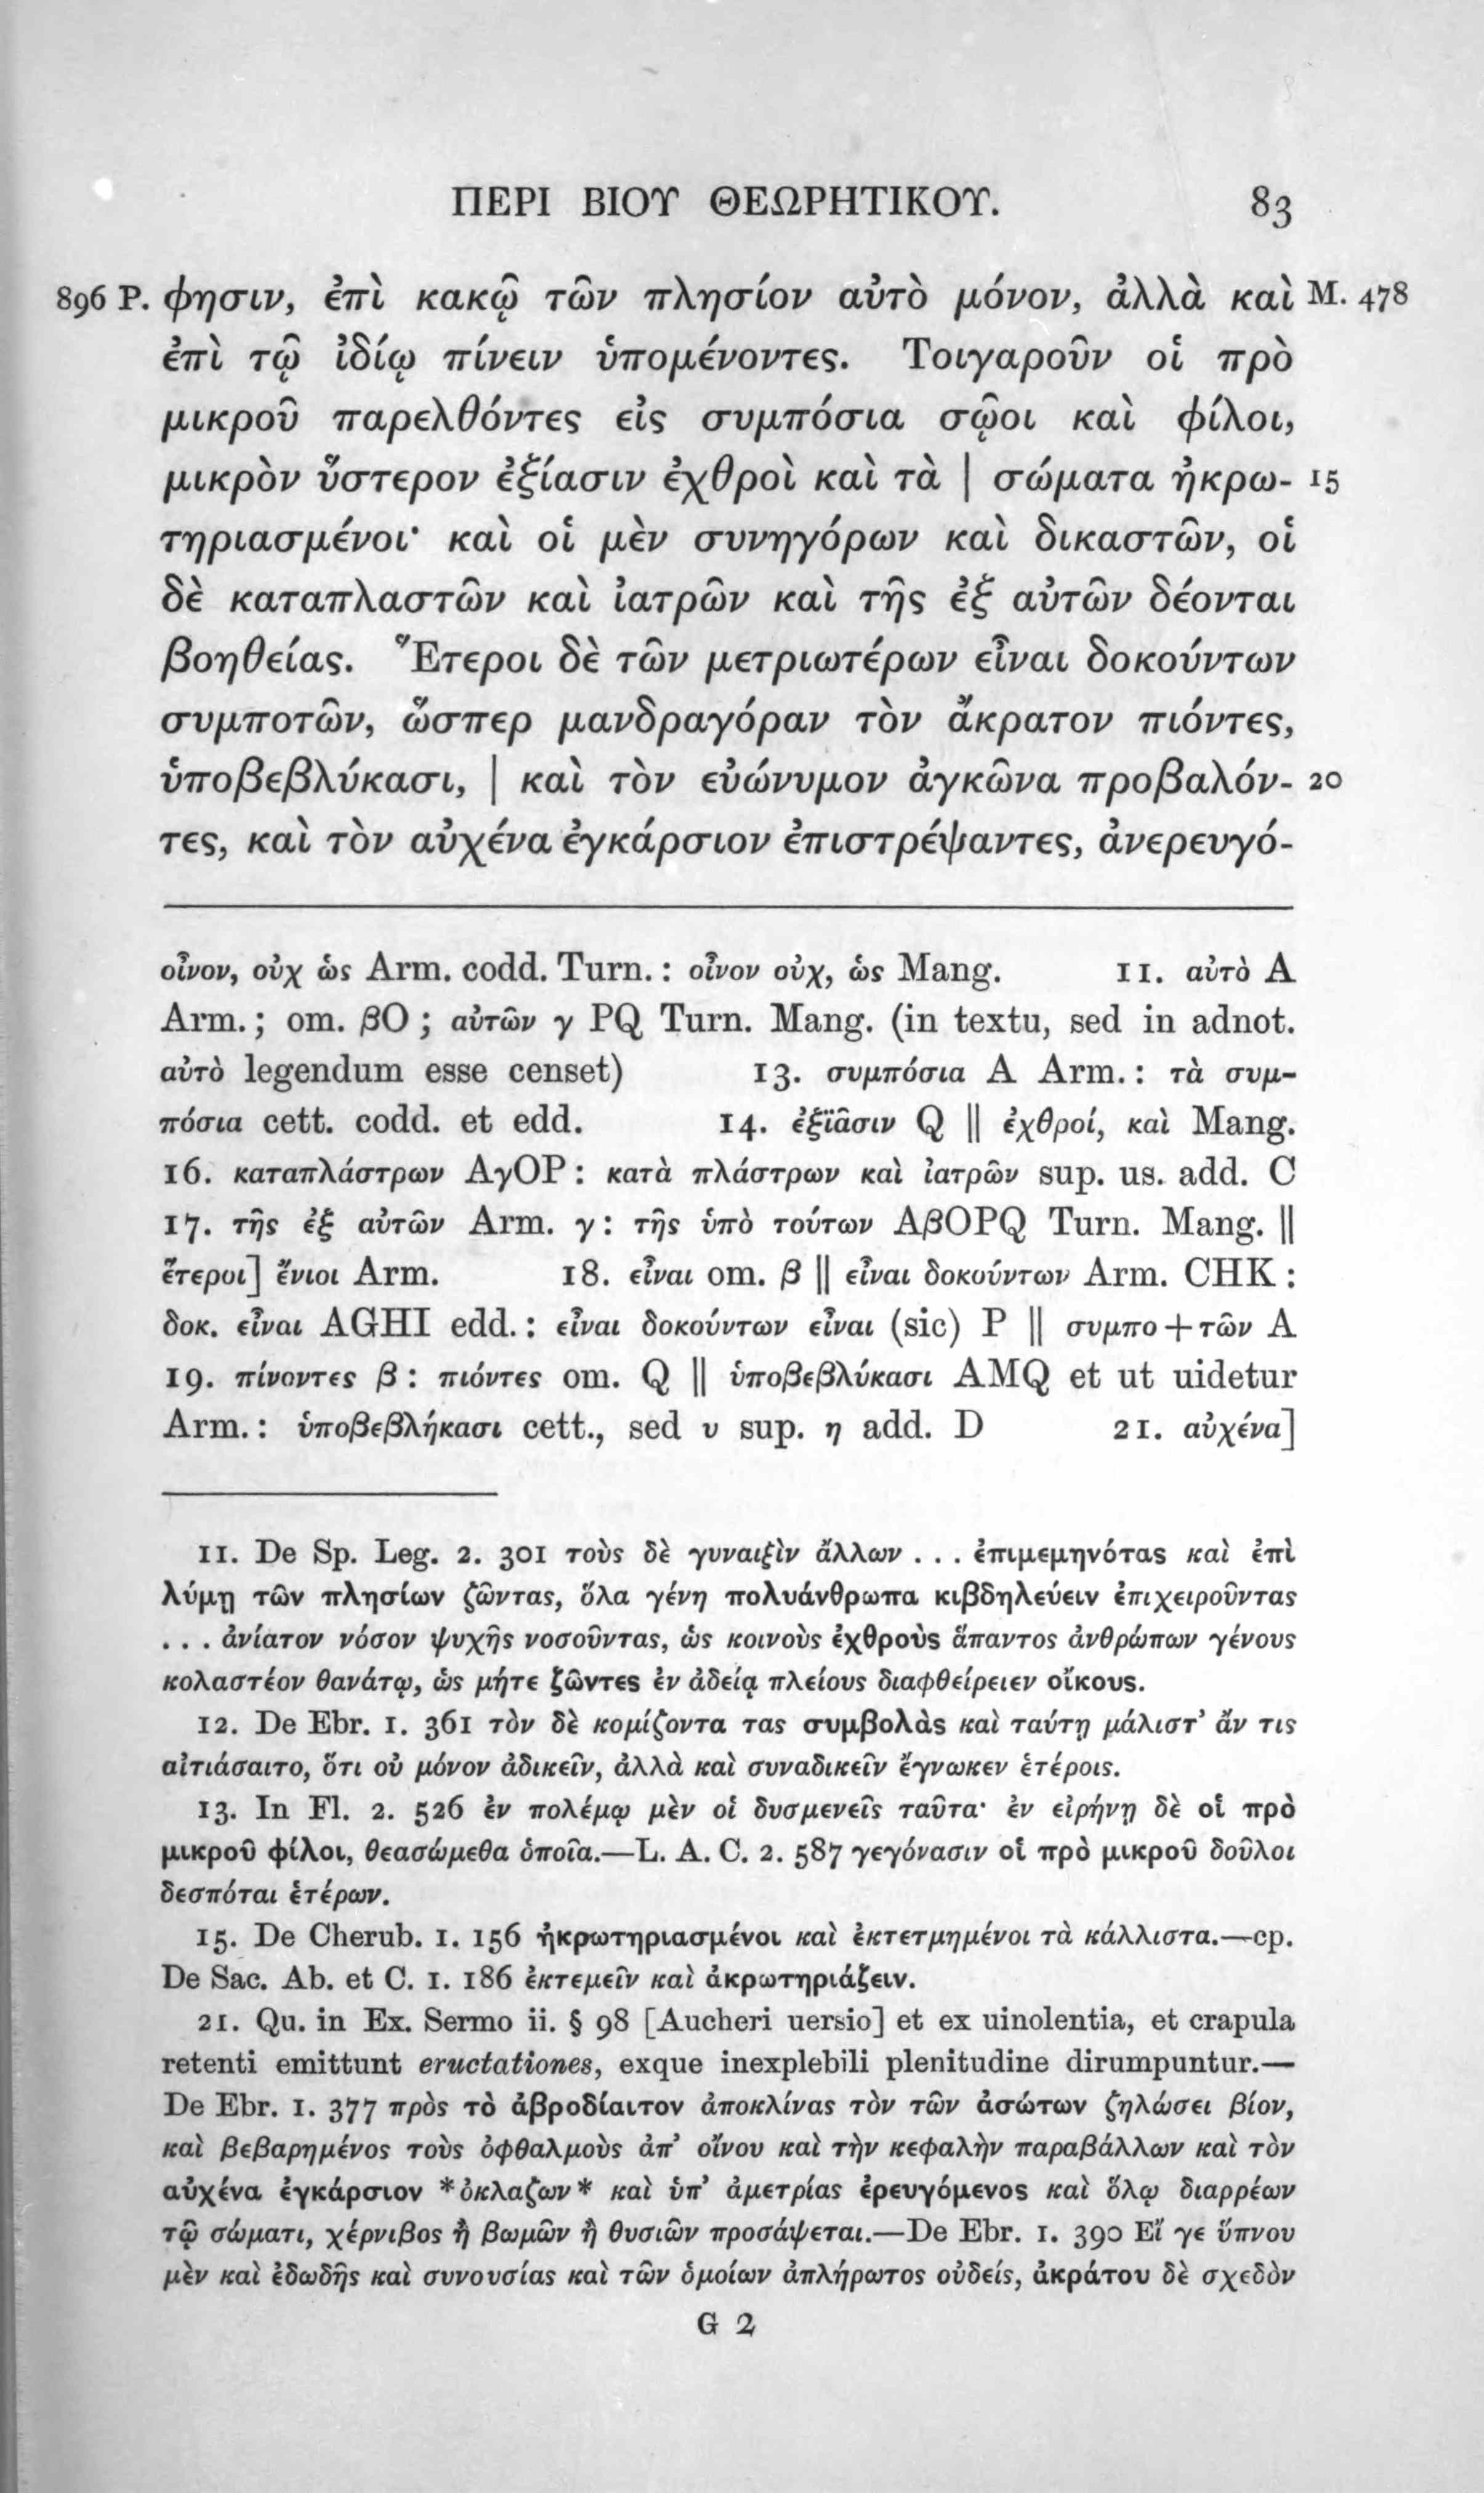 ΠΕΡΙ ΒΙΟΥ ΘΕΩΡΗΤΙΚΟΥ. 83
896 P. φησιν, ἐπὶ κακῷ τῶν πλησίον αὐτὸ μόνον, ἀλλὰ καὶ M. 478
ἐπὶ τῷ ἰδίῳ πίνειν ὑπομένοντες. Τοιγαροῦν οἱ πρὸ
μικροῦ παρελθόντες εἰς συμπόσια σῷοι καὶ φίλοι,
μικρὸν ὕστερον ἐξίασιν ἐχθροὶ καὶ τὰ | σώματα ἠκρω- 15
τηριασμένοι· καὶ οἱ μὲν συνηγόρων καὶ δικαστῶν, οἱ
δὲ καταπλαστῶν καὶ ἰατρῶν καὶ τῆς ἐξ αὐτῶν δέονται
βοηθείας. Ἕτεροι δὲ τῶν μετριωτέρων εἶναι δοκούντων
συμποτῶν, ὥσπερ μανδραγόραν τὸν ἄκρατον πιόντες,
ὑποβεβλύκασι, | καὶ τὸν εὐώνυμον ἀγκῶνα προβαλόν- 20
τες, καὶ τὸν αὐχένα ἐγκάρσιον ἐπιστρέψαντες, ἀνερευγό-
οἶνον, οὐχ ὡς Arm. codd. Turn. : οἶνον οὐχ, ὡς Mang. 11. αὐτὸ A
Arm. ; om. βO ; αὐτῶν γ PQ Turn. Mang. (in textu, sed in adnot.
αὐτὸ legendum esse censet) 13. συμπόσια A Arm. : τὰ συμ-
πόσια cett. codd. et edd. 14. ἐξϊᾶσιν Q || ἐχθροί, καὶ Mang.
16. καταπλάστρων AγOP : κατὰ πλάστρων καὶ ἰατρῶν sup. us. add. C
17. τῆς ἐξ αὐτῶν Arm. γ : τῆς ὑπὸ τούτων AβOPQ Turn. Mang. ||
ἕτεροι] ἔνιοι Arm. 18. εἶναι om. β || εἶναι δοκούντων Arm. CHK :
δοκ. εἶναι AGHI edd. : εἶναι δοκούντων εἶναι (sic) P || συμπο + τῶν A
19. πίνοντες β : πιόντες om. Q || ὑποβεβλύκασι AMQ et ut uidetur
Arm. : ὑποβεβλήκασι cett., sed υ sup. η add. D 21. αὐχένα]
11. De Sp. Leg. 2. 301 τοὺς δὲ γυναιξὶν ἄλλων . . . ἐπιμεμηνότας καὶ ἐπὶ
λύμῃ τῶν πλησίων ζῶντας, ὅλα γένη πολυάνθρωπα κιβδηλεύειν ἐπιχειροῦντας
. . . ἀνίατον νόσον ψυχῆς νοσοῦντας, ὡς κοινοὺς ἐχθροὺς ἅπαντος ἀνθρώπων γένους
κολαστέον θανάτῳ, ὡς μήτε ζῶντες ἐν ἀδείᾳ πλείους διαφθείρειεν οἴκους.
12. De Ebr. 1. 361 τὸν δὲ κομίζοντα τας συμβολὰς καὶ ταύτῃ μάλιστ’ ἄν τις
αἰτιάσαιτο, ὅτι οὐ μόνον ἀδικεῖν, ἀλλὰ καὶ συναδικεῖν ἔγνωκεν ἑτέροις.
13. In Fl. 2. 526 ἐν πολέμῳ μὲν οἱ δυσμενεῖς ταῦτα· ἐν εἰρήνῃ δὲ οἱ πρὸ
μικροῦ φίλοι, θεασώμεθα ὁποῖα.—L. A. C. 2. 587 γεγόνασιν οἱ πρὸ μικροῦ δοῦλοι
δεσπόται ἑτέρων.
15. De Cherub. 1. 156 ἠκρωτηριασμένοι καὶ ἐκτετμημένοι τὰ κάλλιστα.—cp.
De Sac. Ab. et C. 1. 186 ἐκτεμεῖν καὶ ἀκρωτηριάζειν.
21. Qu. in Ex. Sermo ii. § 98 [Aucheri uersio] et ex uinolentia, et crapula
retenti emittunt eructationes, exque inexplebili plenitudine dirumpuntur.—
De Ebr. 1. 377 πρὸς τὸ ἁβροδίαιτον ἀποκλίνας τὸν τῶν ἀσώτων ζηλώσει βίον,
καὶ βεβαρημένος τοὺς ὀφθαλμοὺς ἀπ’ οἴνου καὶ τὴν κεφαλὴν παραβάλλων καὶ τὸν
αὐχένα ἐγκάρσιον *ὀκλαζων* καὶ ὑπ’ ἀμετρίας ἐρευγόμενος καὶ ὅλῳ διαρρέων
τῷ σώματι, χέρνιβος ἢ βωμῶν ἢ θυσιῶν προσάψεται.—De Ebr. 1. 390 Εἴ γε ὕπνου
μὲν καὶ ἐδωδῆς καὶ συνουσίας καὶ τῶν ὁμοίων ἀπλήρωτος οὐδείς, ἀκράτου δὲ σχεδὸν
G 2